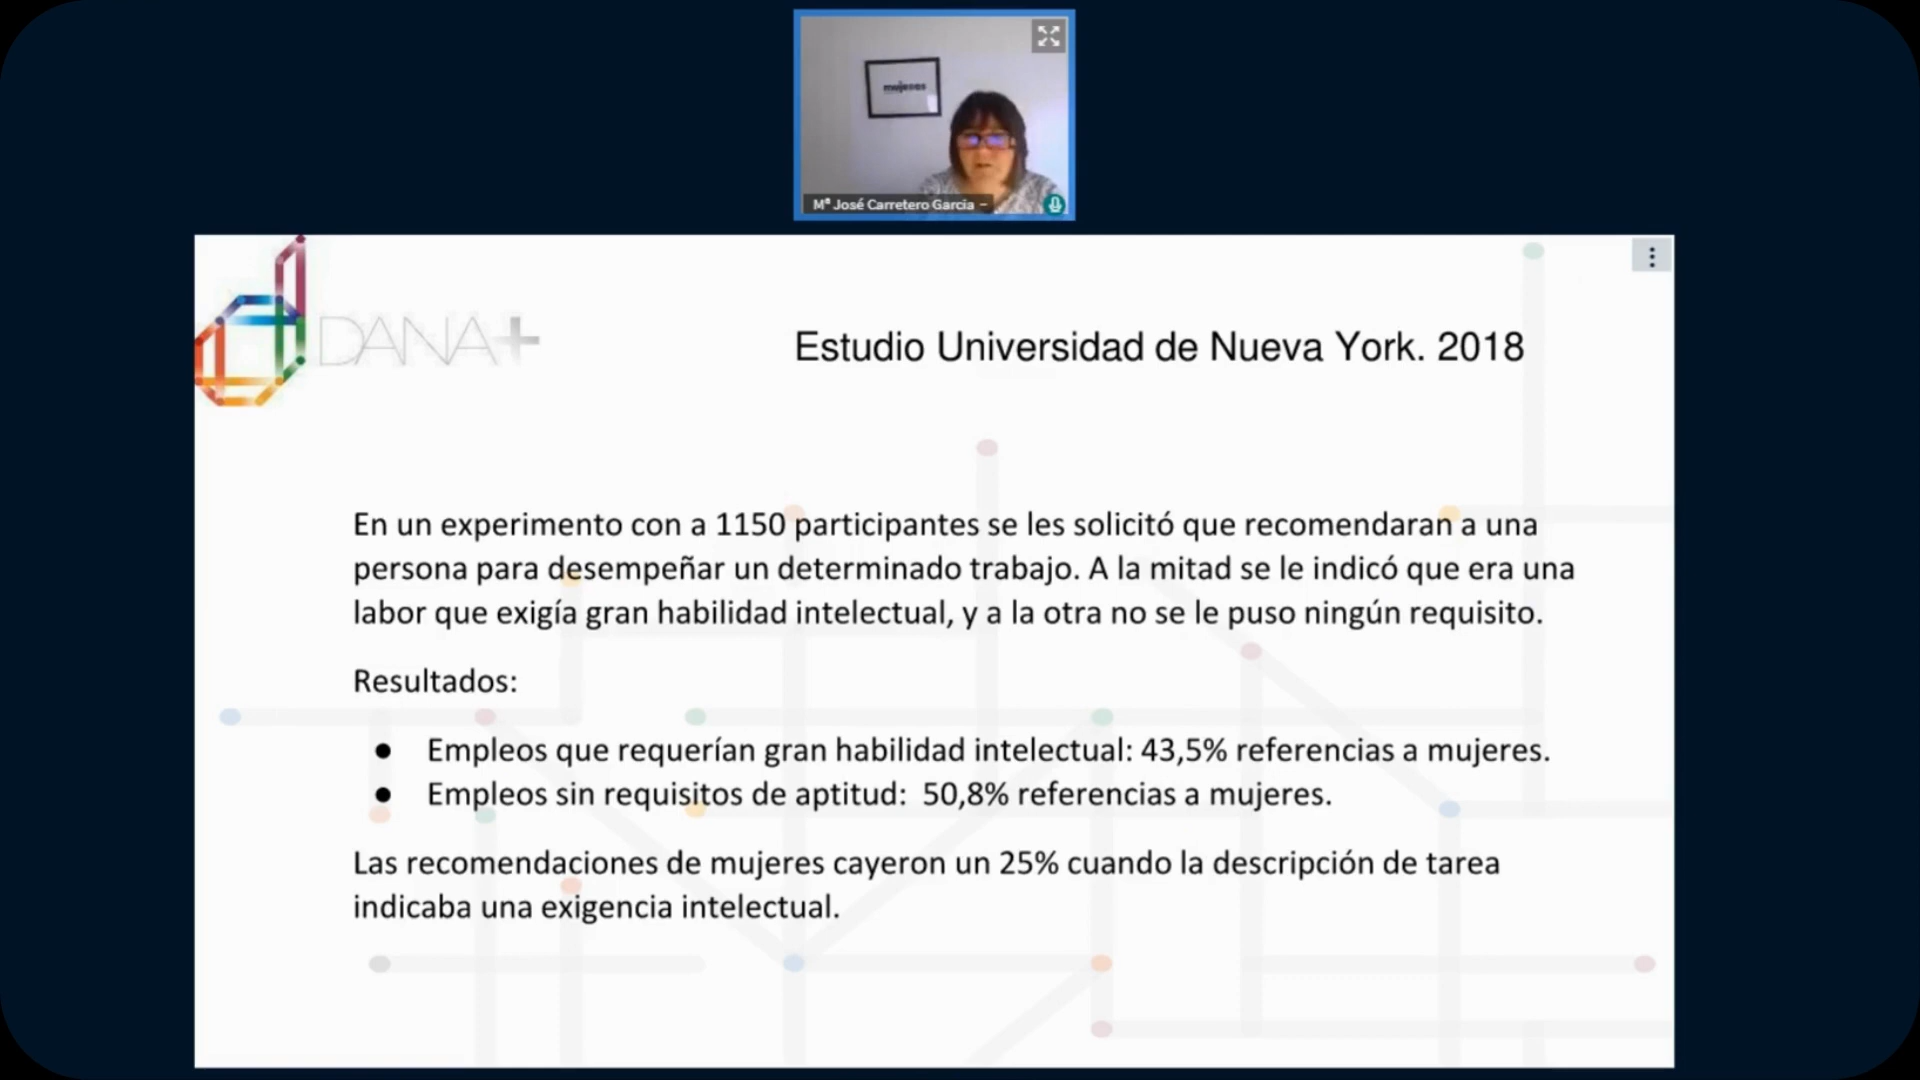 mujeres
Mª José Carretero Garcia
DANA+
Estudio Universidad de Nueva York. 2018
En un experimento con a 1150 participantes se les solicitó que recomendaran a una
persona para desempeñar un determinado trabajo. A la mitad se le indicó que era una
labor que exigía gran habilidad intelectual, y a la otra no se le puso ningún requisito.
Resultados:
● Empleos que requerían gran habilidad intelectual: 43,5% referencias a mujeres.
● Empleos sin requisitos de aptitud: 50,8% referencias a mujeres.
Las recomendaciones de mujeres cayeron un 25% cuando la descripción de tarea
indicaba una exigencia intelectual.